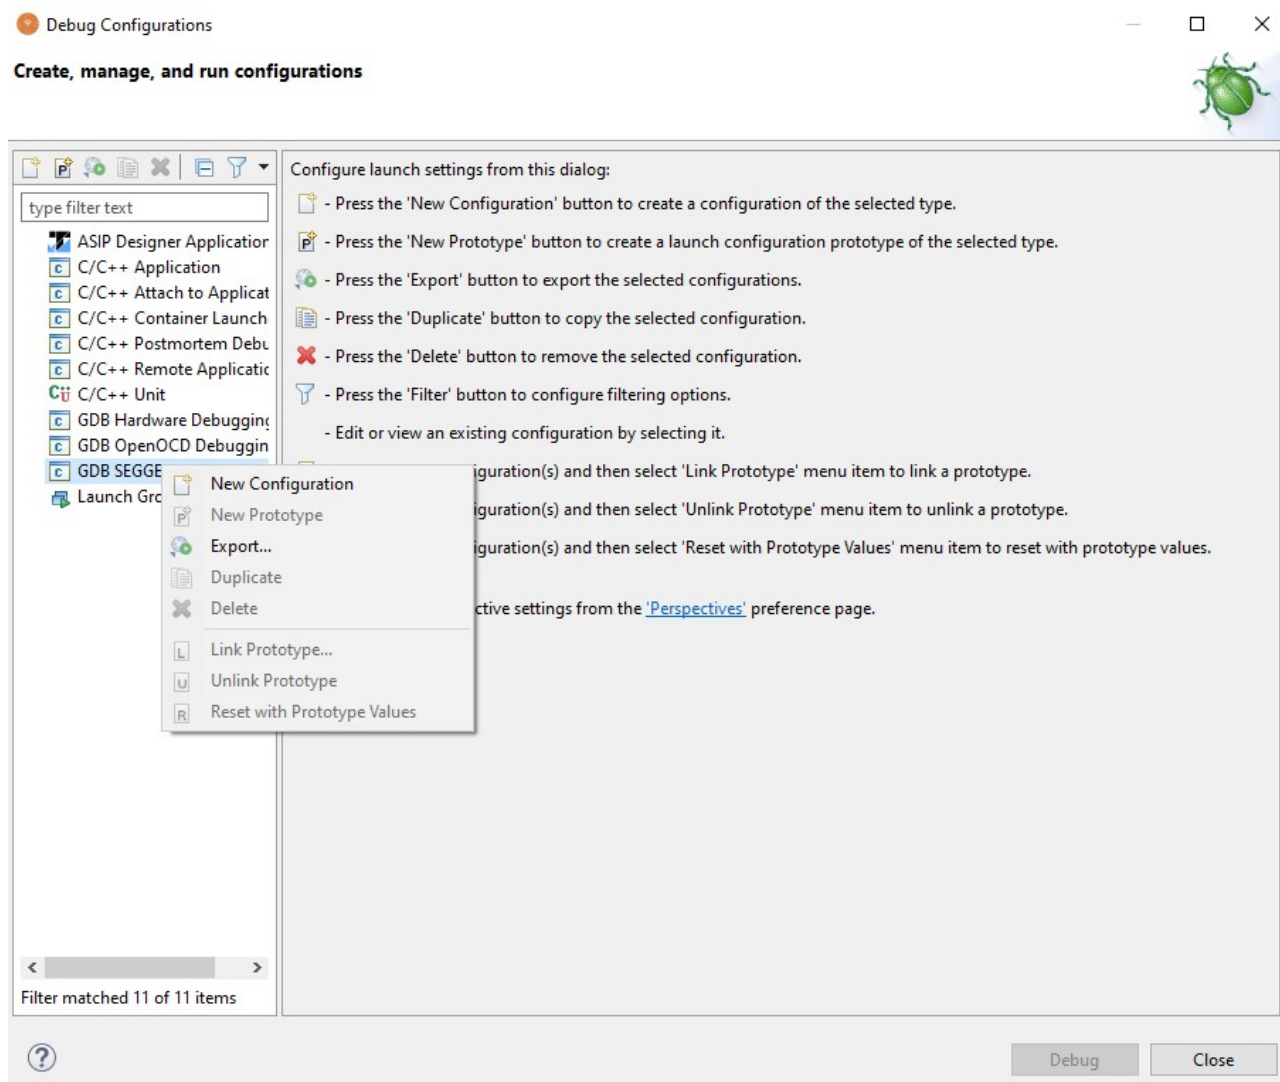 Debug Configurations
Create, manage, and run configurations
type filter text
ASIP Designer Application
C/C++ Application
C/C++ Attach to Applicat
C/C++ Container Launch
C/C++ Postmortem Debu
C/C++ Remote Applicatic
C/C++ Unit
GDB Hardware Debugging
GDB OpenOCD Debuggin
GDB SEGGE
Launch Gro
Filter matched 11 of 11 items
New Configuration
New Prototype
Export...
Duplicate
Delete
Link Prototype...
Unlink Prototype
Reset with Prototype Values
Configure launch settings from this dialog:
- Press the 'New Configuration' button to create a configuration of the selected type.
- Press the 'New Prototype' button to create a launch configuration prototype of the selected type.
- Press the 'Export' button to export the selected configurations.
- Press the 'Duplicate' button to copy the selected configuration.
- Press the 'Delete' button to remove the selected configuration.
- Press the 'Filter' button to configure filtering options.
- Edit or view an existing configuration by selecting it.
iguration(s) and then select 'Link Prototype' menu item to link a prototype.
iguration(s) and then select 'Unlink Prototype' menu item to unlink a prototype.
iguration(s) and then select 'Reset with Prototype Values' menu item to reset with prototype values.
ctive settings from the 'Perspectives' preference page.
Debug
Close